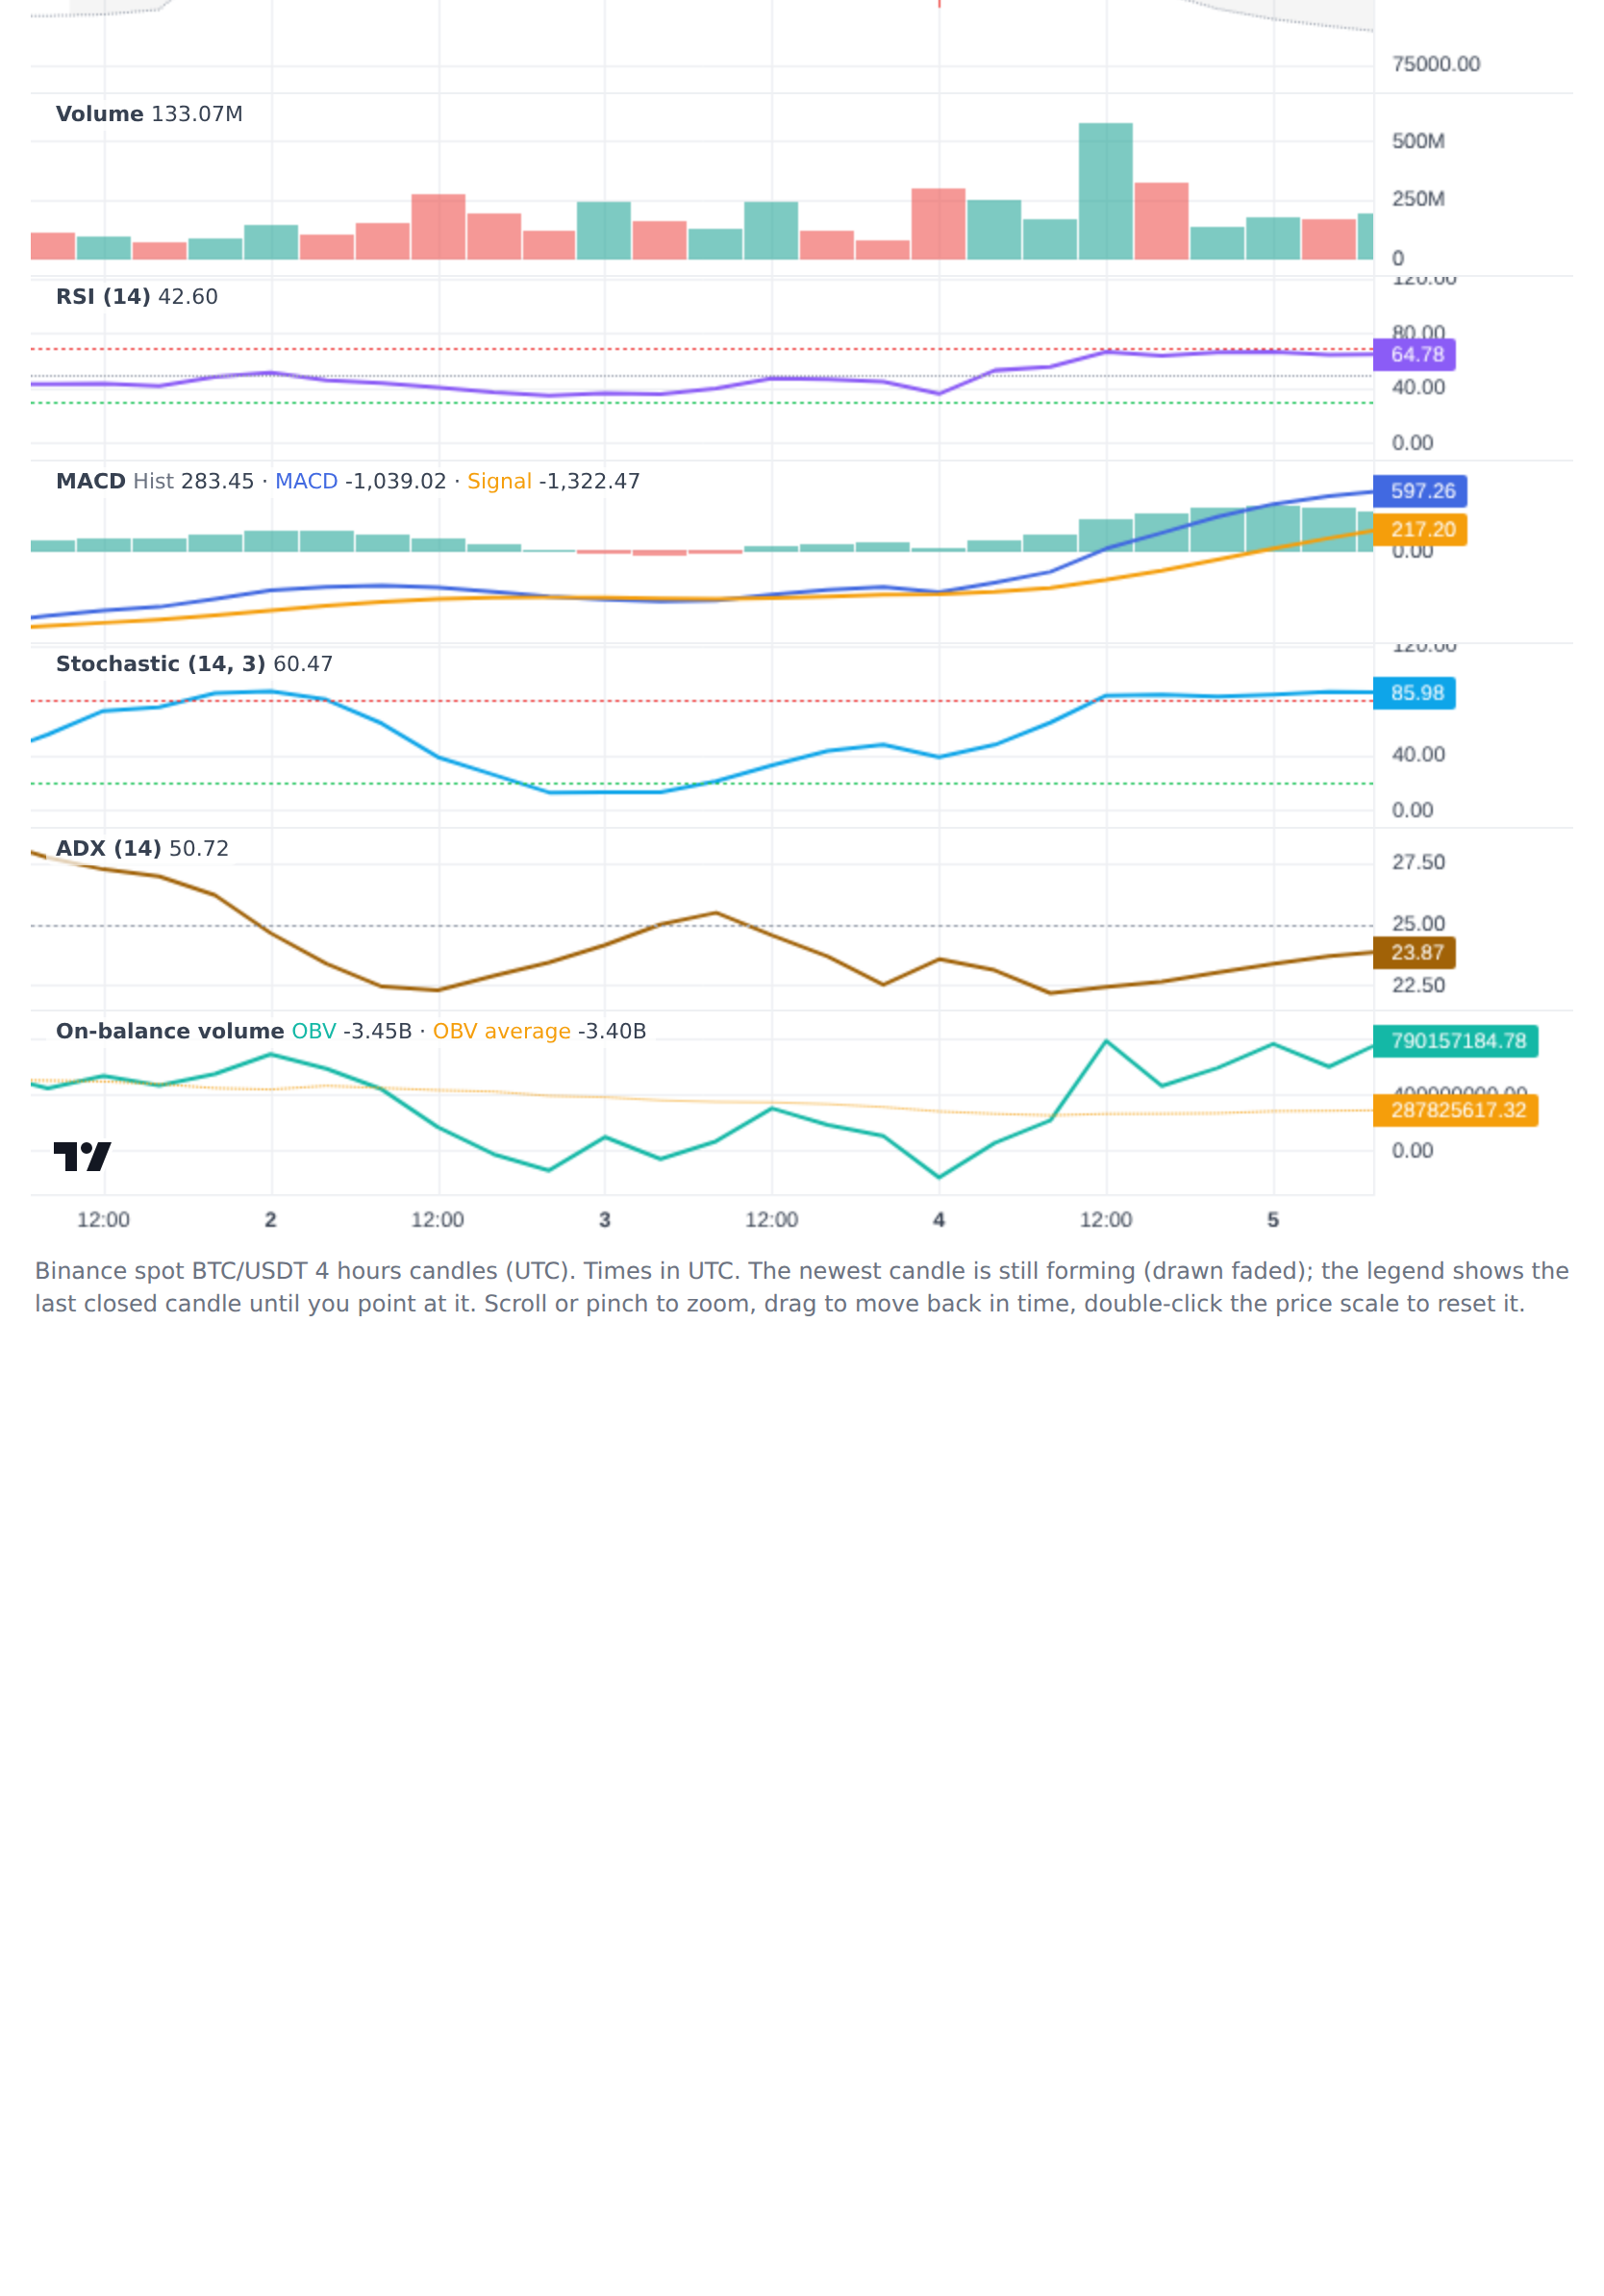 75000.00
Volume 133.07M
500M
250M
0
RSI (14) 42.60
120.00
80.00
64.78
40.00
0.00
MACD Hist 283.45 · MACD -1,039.02 · Signal -1,322.47
597.26
217.20
0.00
Stochastic (14, 3) 60.47
120.00
85.98
40.00
0.00
ADX (14) 50.72
27.50
25.00
23.87
22.50
On-balance volume OBV -3.45B · OBV average -3.40B
790157184.78
287825617.32
0.00
12:00 2 12:00 3 12:00 4 12:00 5
Binance spot BTC/USDT 4 hours candles (UTC). Times in UTC. The newest candle is still forming (drawn faded); the legend shows the
last closed candle until you point at it. Scroll or pinch to zoom, drag to move back in time, double-click the price scale to reset it.